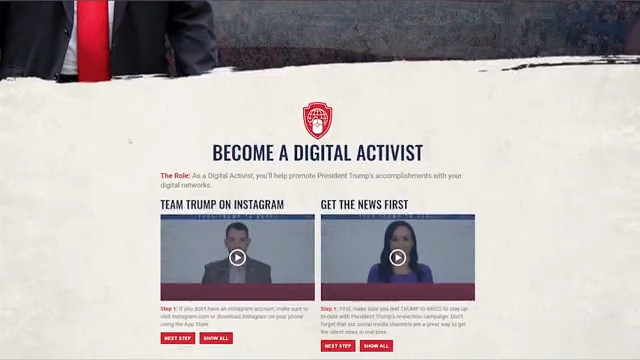 BECOME A DIGITAL ACTIVIST
The Role: As a Digital Activist, you'll help promote President Trump's accomplishments with your
digital networks.
TEAM TRUMP ON INSTAGRAM
GET THE NEWS FIRST
Step 1: If you don't have an Instagram account, make sure to
visit Instagram.com or download Instagram on your phone
using the App Store.
NEXT STEP
SHOW ALL
Step 1: First, make sure you text TRUMP to 88022 to stay up-
to-date with President Trump's re-election campaign. Don't
forget that our social media channels are a great way to get
the latest news in real time.
NEXT STEP
SHOW ALL